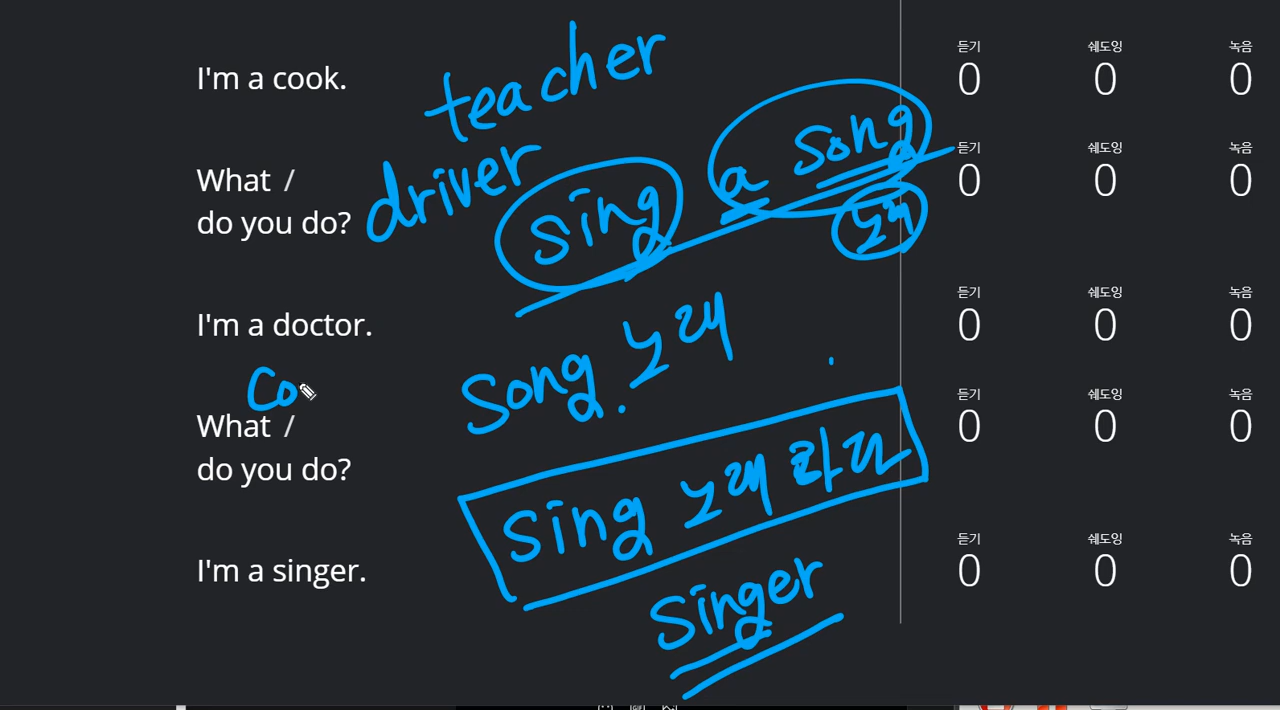 teacher
듣기 쉐도잉 녹음
I'm a cook. 0 0 0
driver
sing a song
듣기 쉐도잉 녹음
What /
do you do? 0 0 0
노래
듣기 쉐도잉 녹음
I'm a doctor. 0 0 0
Song 노래
Co
듣기 쉐도잉 녹음
What /
do you do? 0 0 0
Sing 노래하다
듣기 쉐도잉 녹음
I'm a singer. 0 0 0
Singer